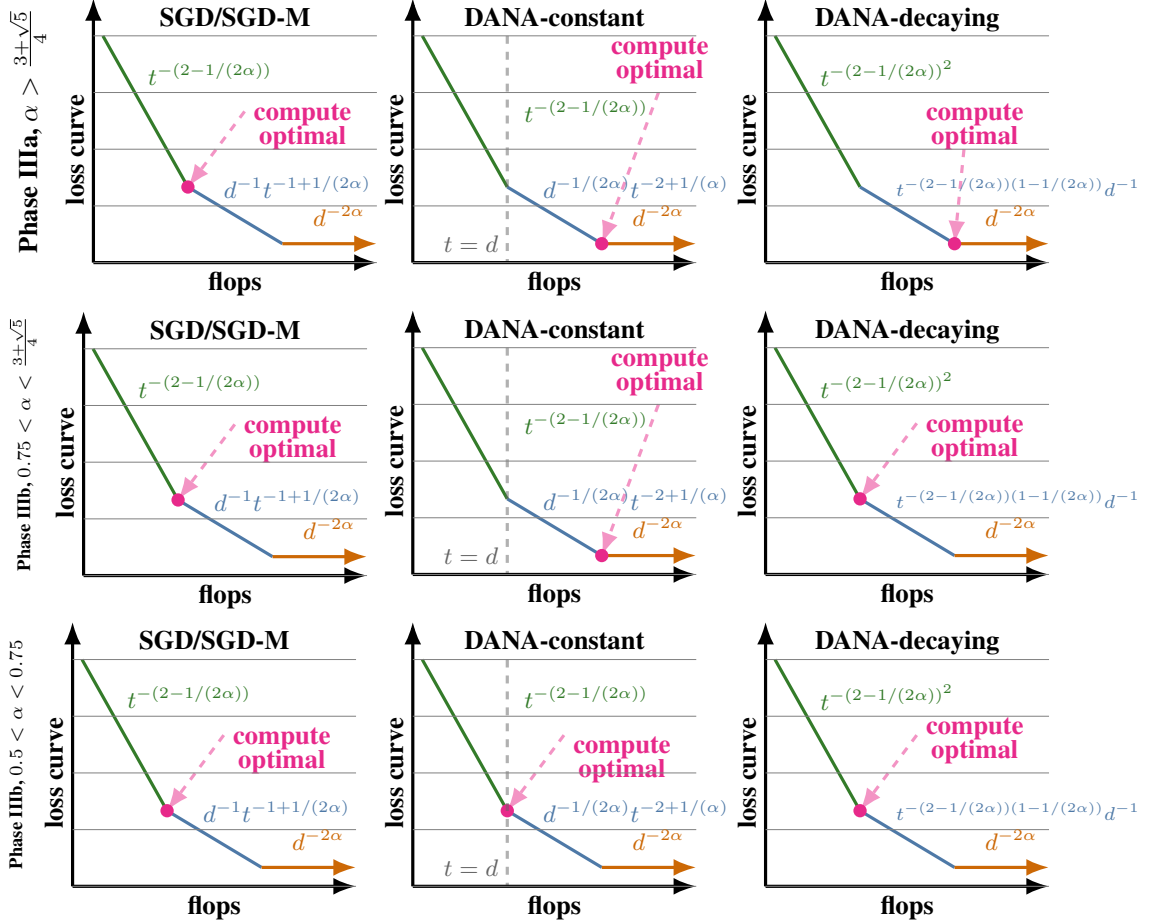 Phase IIIa, α > \frac{3+√5}{4}
SGD/SGD-M
loss curve
t^{-(2-1/(2α))}
compute
optimal
d^{-1}t^{-1+1/(2α)}
d^{-2α}
flops
DANA-constant
compute
optimal
t^{-(2-1/(2α))}
loss curve
d^{-1/(2α)}t^{-2+1/(α)}
d^{-2α}
t = d
flops
DANA-decaying
t^{-(2-1/(2α))^2}
compute
optimal
loss curve
t^{-(2-1/(2α))(1-1/(2α))}d^{-1}
d^{-2α}
flops
Phase IIIb, 0.75 < α < \frac{3+√5}{4}
SGD/SGD-M
loss curve
t^{-(2-1/(2α))}
compute
optimal
d^{-1}t^{-1+1/(2α)}
d^{-2α}
flops
DANA-constant
compute
optimal
t^{-(2-1/(2α))}
loss curve
d^{-1/(2α)}t^{-2+1/(α)}
d^{-2α}
t = d
flops
DANA-decaying
t^{-(2-1/(2α))^2}
compute
optimal
loss curve
t^{-(2-1/(2α))(1-1/(2α))}d^{-1}
d^{-2α}
flops
Phase IIIb, 0.5 < α < 0.75
SGD/SGD-M
loss curve
t^{-(2-1/(2α))}
compute
optimal
d^{-1}t^{-1+1/(2α)}
d^{-2α}
flops
DANA-constant
t^{-(2-1/(2α))}
compute
optimal
loss curve
d^{-1/(2α)}t^{-2+1/(α)}
d^{-2α}
t = d
flops
DANA-decaying
t^{-(2-1/(2α))^2}
compute
optimal
loss curve
t^{-(2-1/(2α))(1-1/(2α))}d^{-1}
d^{-2α}
flops